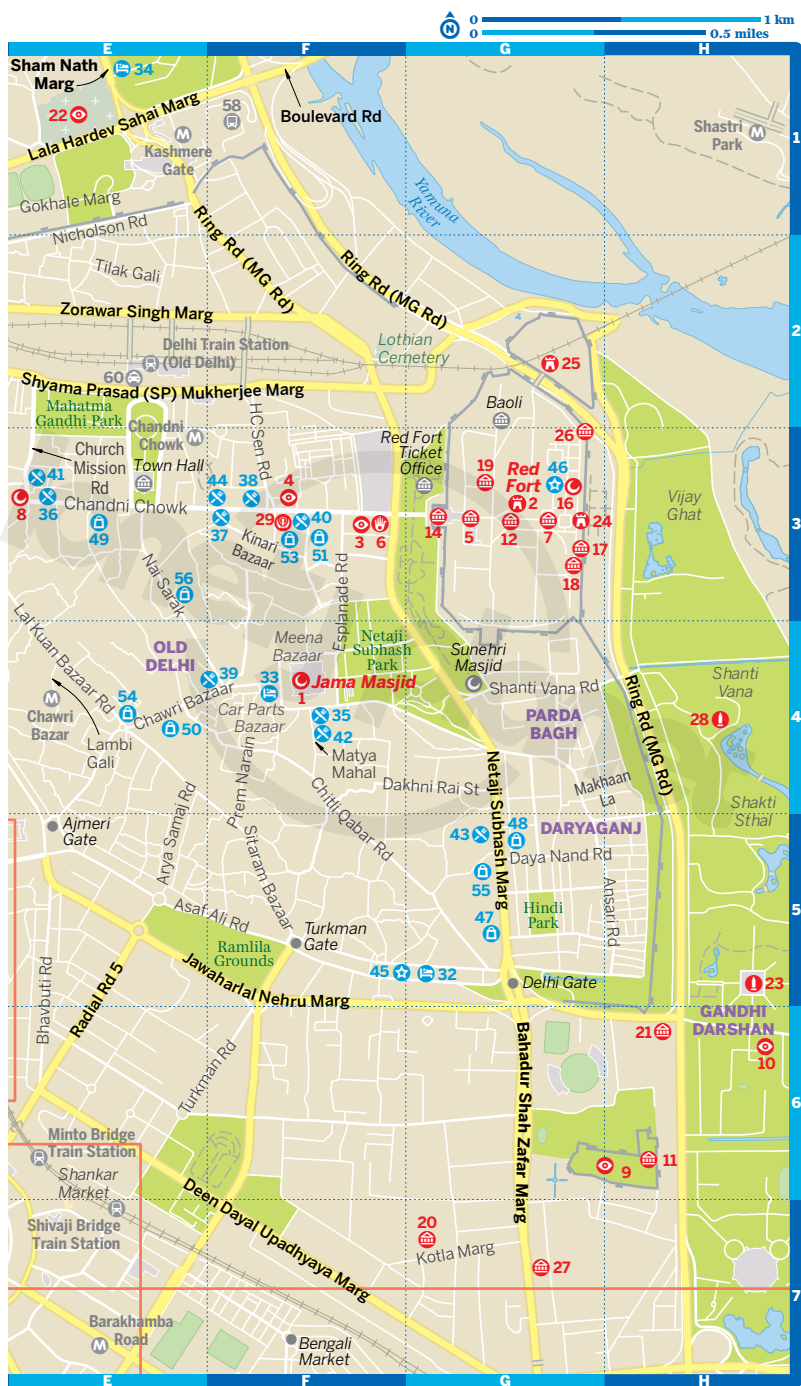 N
0
1 km
0
0.5 miles
E
F
G
H
Sham Nath
Marg
34
22
58
Boulevard Rd
Lala Hardev Sahai Marg
Kashmere
Gate
Shastri
Park
1
Gokhale Marg
Nicholson Rd
Yamuna
River
Ring Rd (MG Rd)
Ring Rd (MG Rd)
Tilak Gali
Zorawar Singh Marg
2
Delhi Train Station
(Old Delhi)
60
Lothian
Cemetery
25
Shyama Prasad (SP) Mukherjee Marg
Mahatma
Gandhi Park
Chandni
Chowk
HC Sen Rd
Baoli
26
Church
Mission
Rd
Town Hall
Red Fort
Ticket
Office
19
Red
Fort
46
41
44
38
4
2
16
8
36
Chandni Chowk
49
37
29
40
Kinari
Bazaar
53
51
3
6
14
5
12
7
24
17
18
Vijay
Ghat
3
Nai Sarak
56
Esplanade Rd
Lal Kuan Bazaar Rd
OLD
DELHI
39
Meena
Bazaar
Netaji
Subhash
Park
Sunehri
Masjid
33
Jama Masjid
1
Shanti Vana Rd
Shanti
Vana
28
Chawri
Bazar
54
Chawri Bazaar
50
Car Parts
Bazaar
35
42
PARDA
BAGH
Ring Rd (MG Rd)
4
Lambi
Gali
Matya
Mahal
Prem Narain
Dakhni Rai St
Makhaan
La
Netaji Subhash Marg
Chitli Qabar Rd
Shakti
Sthal
Arya Samaj Rd
Ajmeri
Gate
43
48
DARYAGANJ
Daya Nand Rd
55
Sitaram Bazaar
Ansari Rd
5
Asaf Ali Rd
47
Hindi
Park
Turkman
Gate
Ramlila
Grounds
45
32
Delhi Gate
23
Bhavbuti Rd
Radial Rd 5
Jawaharlal Nehru Marg
GANDHI
DARSHAN
21
10
Bahadur Shah Zafar Marg
Turkman Rd
6
Minto Bridge
Train Station
Shankar
Market
9
11
Deen Dayal Upadhyaya Marg
Shivaji Bridge
Train Station
20
Kotla Marg
27
7
Barakhamba
Road
Bengali
Market
E
F
G
H